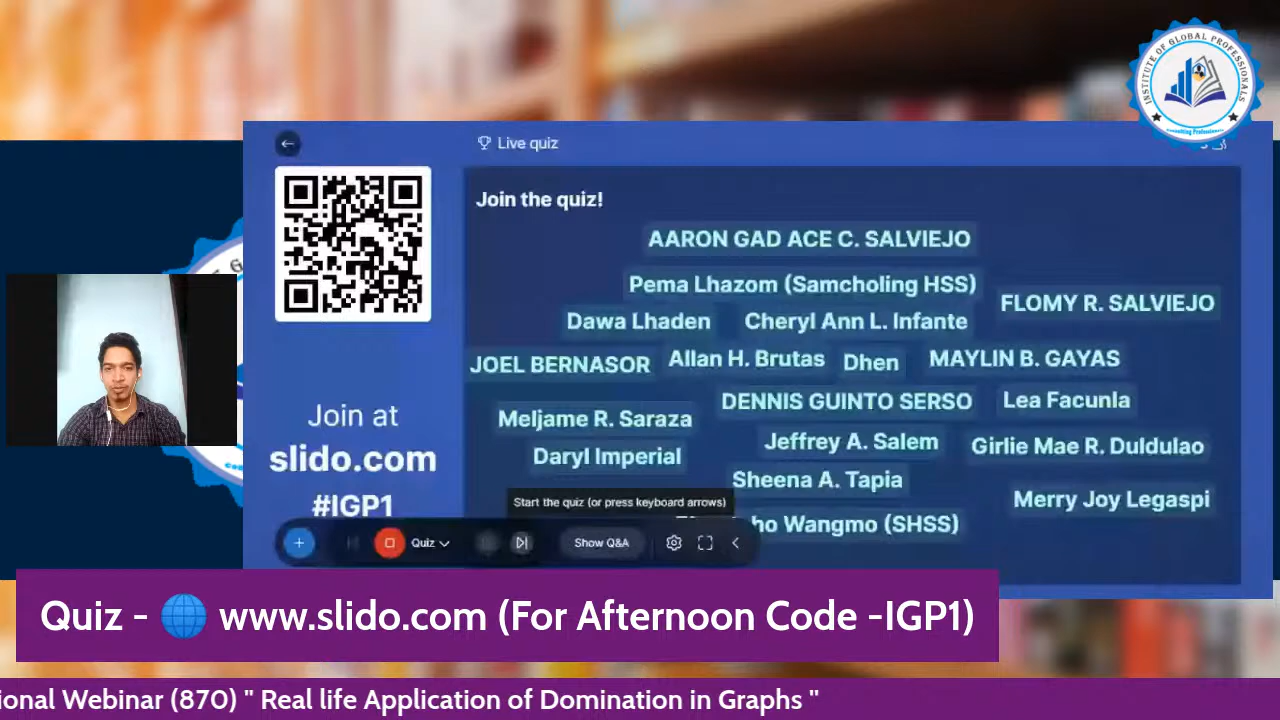 INSTITUTE OF GLOBAL PROFESSIONALS
Consulting Professionals
Live quiz
Join the quiz!
AARON GAD ACE C. SALVIEJO
Pema Lhazom (Samcholing HSS)
FLOMY R. SALVIEJO
Dawa Lhaden
Cheryl Ann L. Infante
JOEL BERNASOR
Allan H. Brutas
Dhen
MAYLIN B. GAYAS
DENNIS GUINTO SERSO
Lea Facunla
Meljame R. Saraza
Jeffrey A. Salem
Girlie Mae R. Duldulao
Daryl Imperial
Sheena A. Tapia
Merry Joy Legaspi
Wangmo (SHSS)
Join at
slido.com
#IGP1
Start the quiz (or press keyboard arrows)
Quiz
Show Q&A
Quiz - www.slido.com (For Afternoon Code -IGP1)
Webinar (870) " Real life Application of Domination in Graphs "